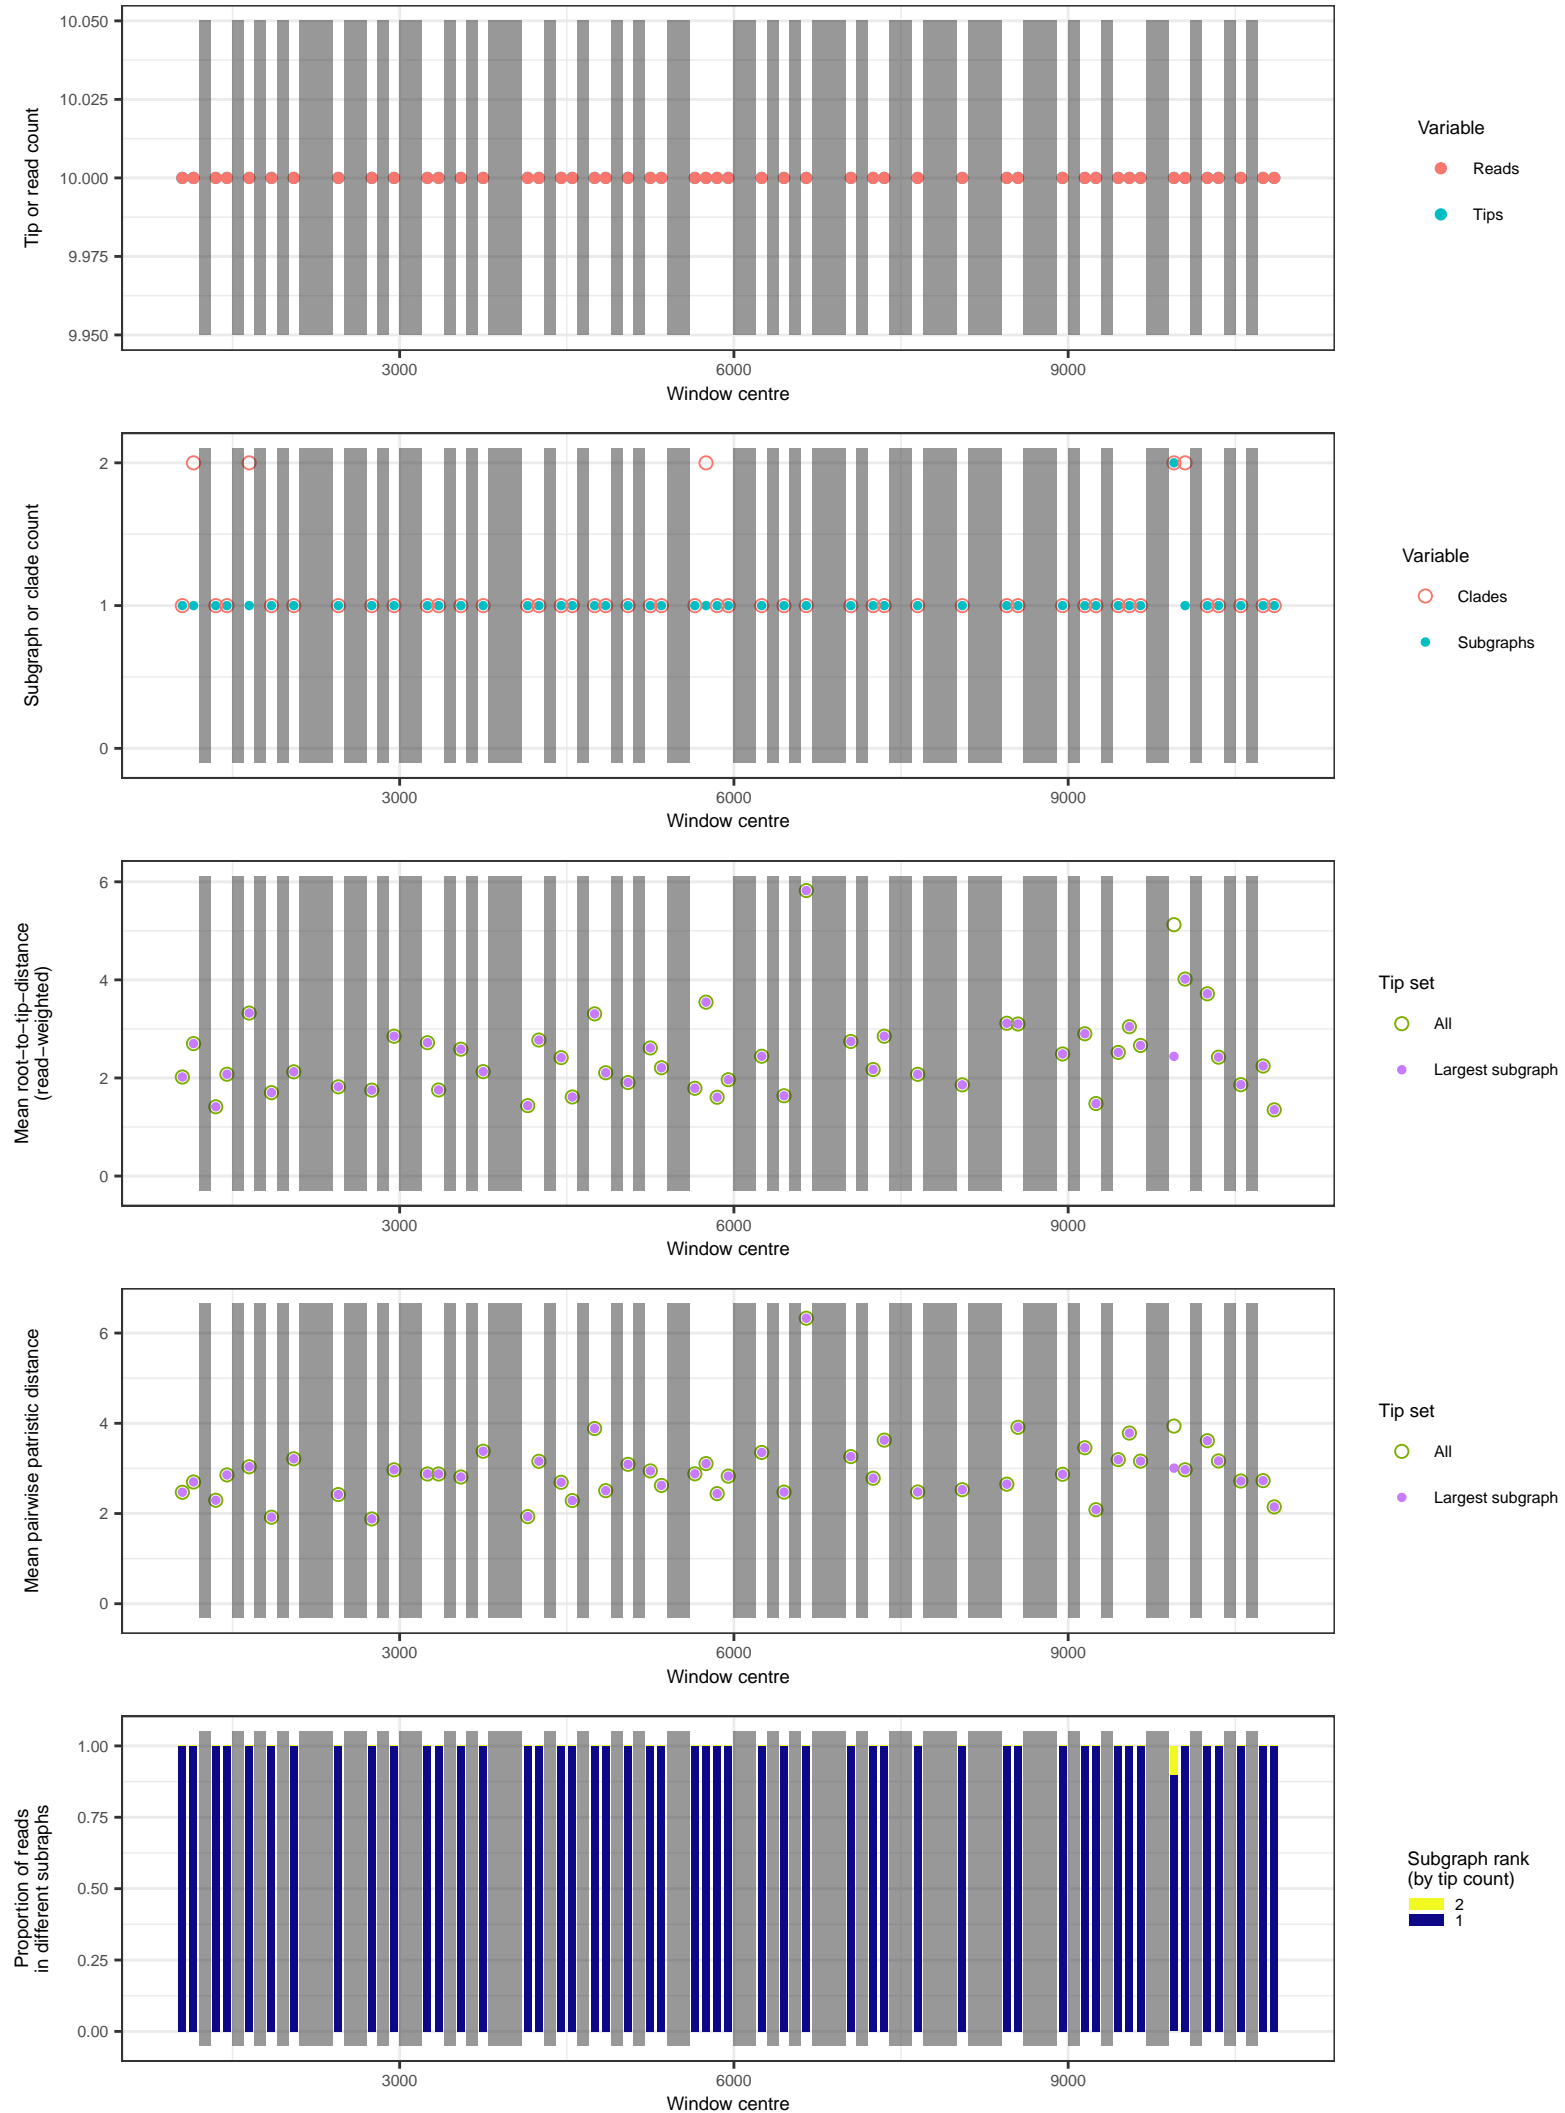 10.050
10.025
10.000
9.975
9.950
Tip or read count
3000
6000
9000
Window centre
Variable
Reads
Tips
2
1
0
Subgraph or clade count
3000
6000
9000
Window centre
Variable
Clades
Subgraphs
6
4
2
0
Mean root−to−tip−distance
(read−weighted)
3000
6000
9000
Window centre
Tip set
All
Largest subgraph
6
4
2
0
Mean pairwise patristic distance
3000
6000
9000
Window centre
Tip set
All
Largest subgraph
1.00
0.75
0.50
0.25
0.00
Proportion of reads
in different subraphs
3000
6000
9000
Window centre
Subgraph rank
(by tip count)
2
1